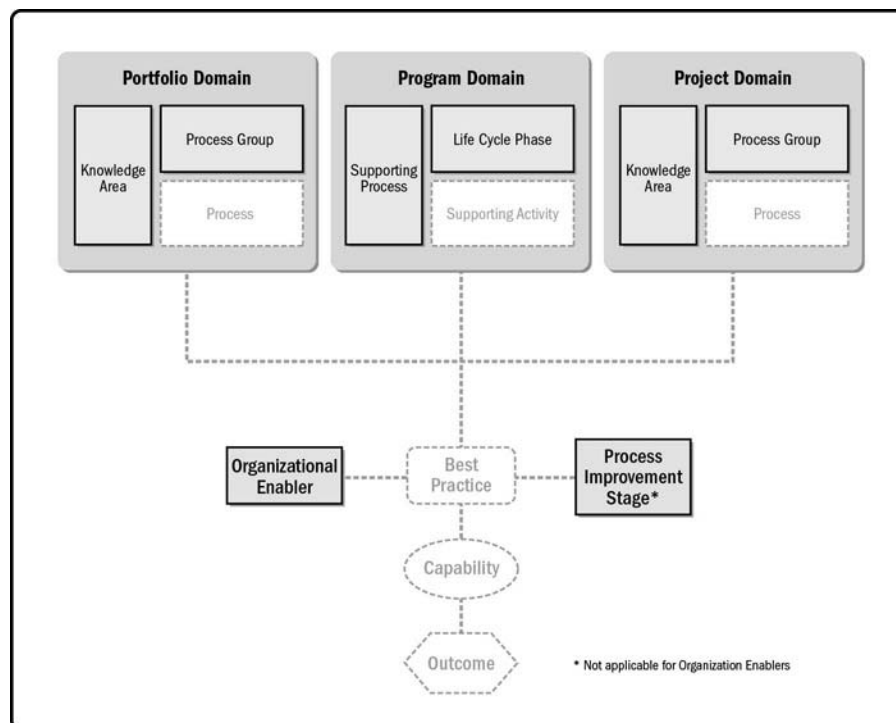 Portfolio Domain
Knowledge
Area
Process Group
Process
Program Domain
Supporting
Process
Life Cycle Phase
Supporting Activity
Project Domain
Knowledge
Area
Process Group
Process
Organizational
Enabler
Best
Practice
Process
Improvement
Stage*
Capability
Outcome
* Not applicable for Organization Enablers